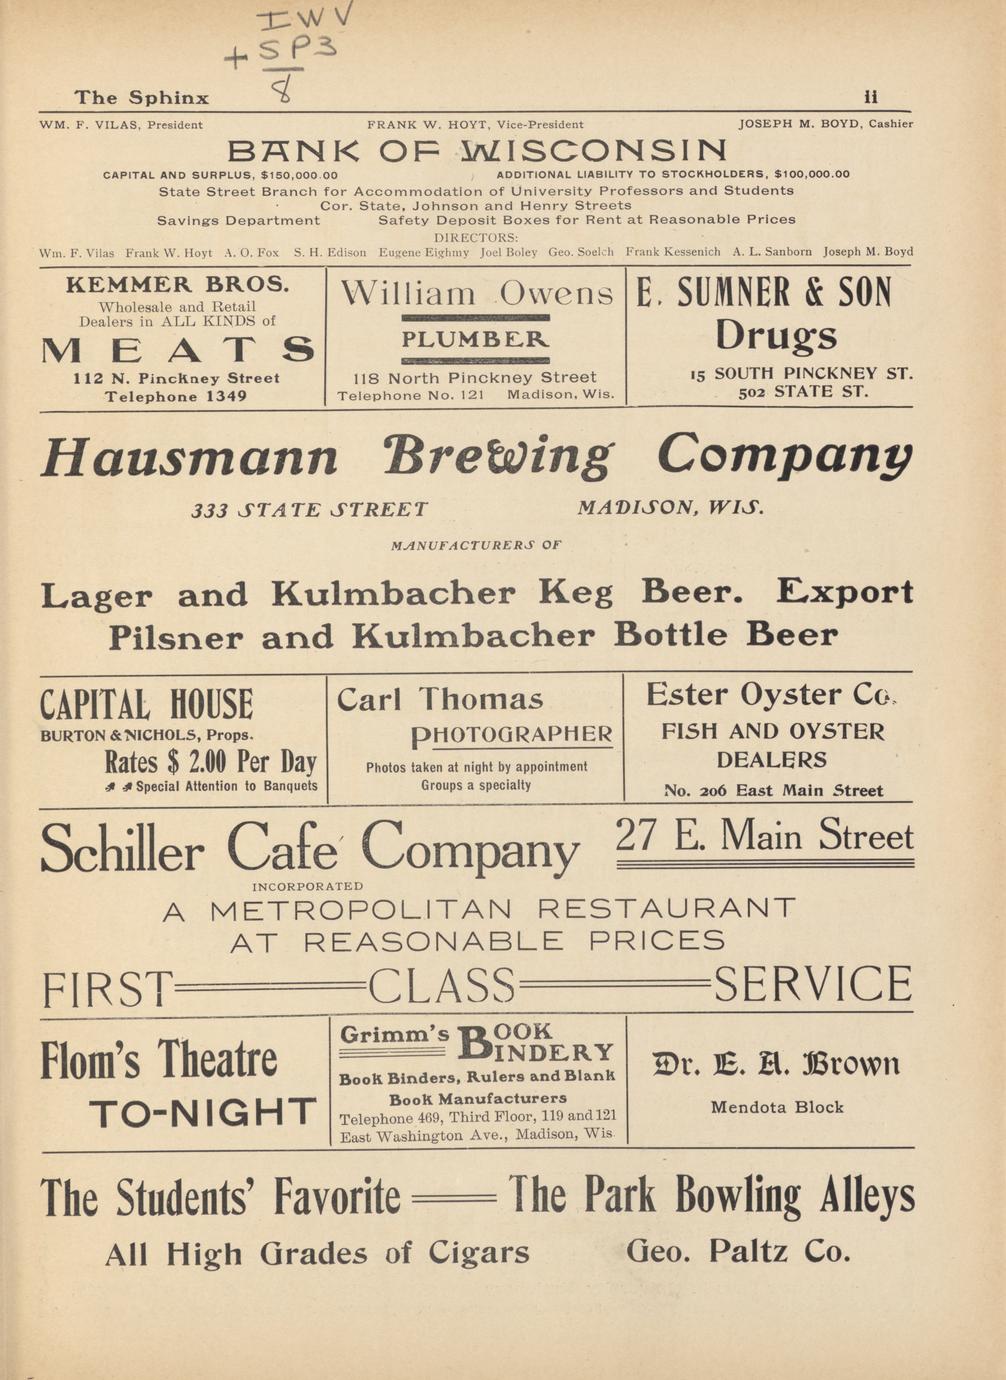 IWV
+SP3
8
The Sphinx ii
WM. F. VILAS, President FRANK W. HOYT, Vice-President JOSEPH M. BOYD, Cashier
BANK OF WISCONSIN
CAPITAL AND SURPLUS, $150,000.00 ADDITIONAL LIABILITY TO STOCKHOLDERS, $100,000.00
State Street Branch for Accommodation of University Professors and Students
Cor. State, Johnson and Henry Streets
Savings Department Safety Deposit Boxes for Rent at Reasonable Prices
DIRECTORS:
Wm. F. Vilas Frank W. Hoyt A. O. Fox S. H. Edison Eugene Eighmy Joel Boley Geo. Soelch Frank Kessenich A. L. Sanborn Joseph M. Boyd
KEMMER BROS.
Wholesale and Retail
Dealers in ALL KINDS of
MEATS
112 N. Pinckney Street
Telephone 1349
William Owens
PLUMBER
118 North Pinckney Street
Telephone No. 121 Madison, Wis.
E. SUMNER & SON
Drugs
15 SOUTH PINCKNEY ST.
502 STATE ST.
Hausmann Brewing Company
333 STATE STREET MADISON, WIS.
MANUFACTURERS OF
Lager and Kulmbacher Keg Beer. Export
Pilsner and Kulmbacher Bottle Beer
CAPITAL HOUSE
BURTON & NICHOLS, Props.
Rates $ 2.00 Per Day
Special Attention to Banquets
Carl Thomas
PHOTOGRAPHER
Photos taken at night by appointment
Groups a specialty
Ester Oyster Co.
FISH AND OYSTER
DEALERS
No. 206 East Main Street
Schiller Cafe Company 27 E. Main Street
INCORPORATED
A METROPOLITAN RESTAURANT
AT REASONABLE PRICES
FIRST CLASS SERVICE
Flom's Theatre
TO-NIGHT
Grimm's BOOK
BINDERY
Book Binders, Rulers and Blank
Book Manufacturers
Telephone 469, Third Floor, 119 and 121
East Washington Ave., Madison, Wis.
Dr. E. A. Brown
Mendota Block
The Students' Favorite The Park Bowling Alleys
All High Grades of Cigars Geo. Paltz Co.